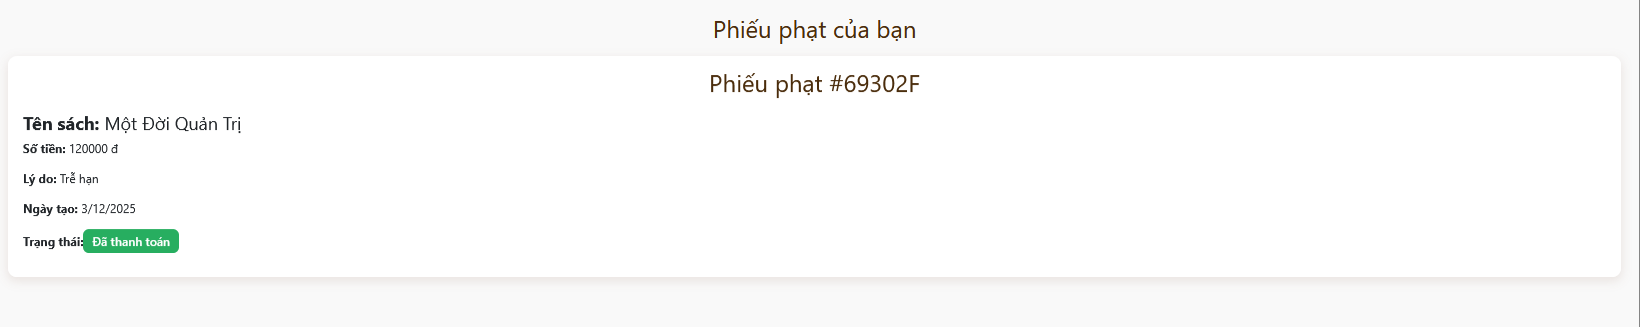 Phiếu phạt của bạn
Phiếu phạt #69302F
Tên sách: Một Đời Quản Trị
Số tiền: 120000 đ
Lý do: Trễ hạn
Ngày tạo: 3/12/2025
Trạng thái: Đã thanh toán